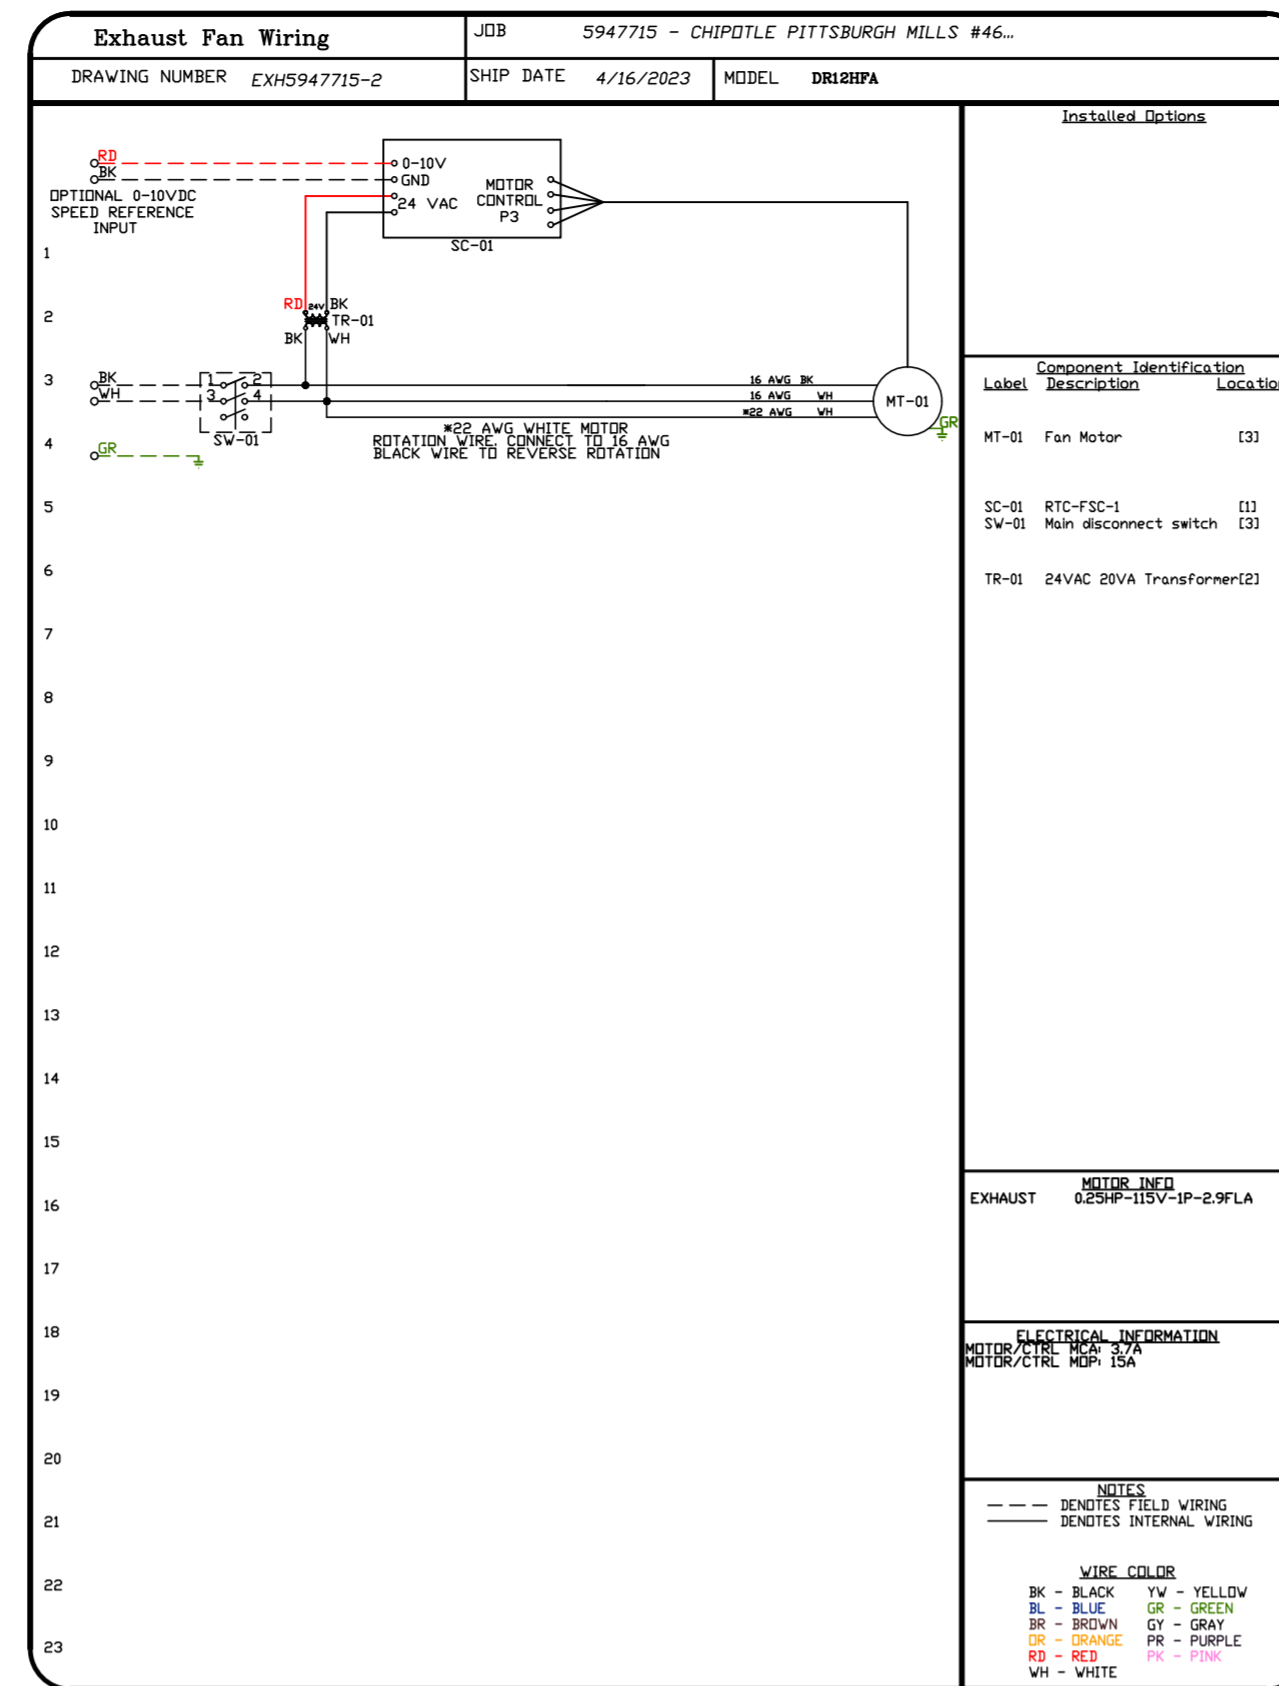 Exhaust Fan Wiring
JOB 5947715 - CHIPOTLE PITTSBURGH MILLS #46...
DRAWING NUMBER EXH5947715-2
SHIP DATE 4/16/2023
MODEL DR12HFA
RD
BK
OPTIONAL 0-10VDC
SPEED REFERENCE
INPUT
0-10V
GND
24 VAC
MOTOR
CONTROL
P3
SC-01
RD 24V BK
TR-01
BK WH
BK
WH
1 2
3 4
SW-01
GR
16 AWG BK
16 AWG WH
*22 AWG WH
MT-01
GR
*22 AWG WHITE MOTOR
ROTATION WIRE. CONNECT TO 16 AWG
BLACK WIRE TO REVERSE ROTATION
1
2
3
4
5
6
7
8
9
10
11
12
13
14
15
16
17
18
19
20
21
22
23
Installed Options
Component Identification
Label Description Location
MT-01 Fan Motor [3]
SC-01 RTC-FSC-1 [1]
SW-01 Main disconnect switch [3]
TR-01 24VAC 20VA Transformer[2]
MOTOR INFO
EXHAUST 0.25HP-115V-1P-2.9FLA
ELECTRICAL INFORMATION
MOTOR/CTRL MCA: 3.7A
MOTOR/CTRL MOP: 15A
NOTES
DENOTES FIELD WIRING
DENOTES INTERNAL WIRING
WIRE COLOR
BK - BLACK YW - YELLOW
BL - BLUE GR - GREEN
BR - BROWN GY - GRAY
OR - ORANGE PR - PURPLE
RD - RED PK - PINK
WH - WHITE